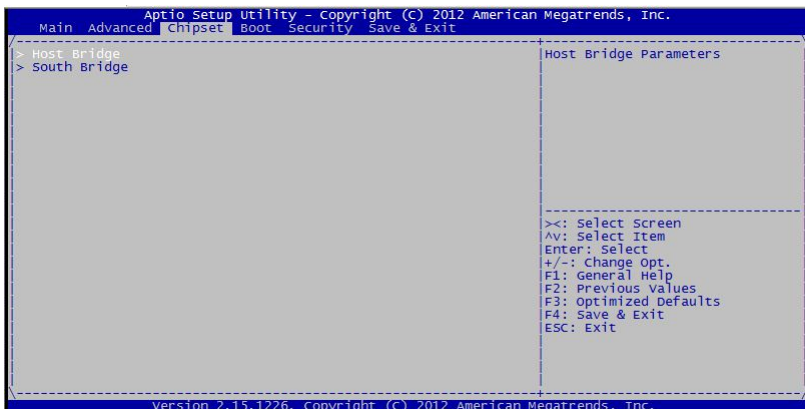 Aptio Setup Utility - Copyright (C) 2012 American Megatrends, Inc.
Main Advanced Chipset Boot Security Save & Exit
> Host Bridge
> South Bridge
Host Bridge Parameters
><: Select Screen
^v: Select Item
Enter: Select
+/-: Change Opt.
F1: General Help
F2: Previous Values
F3: Optimized Defaults
F4: Save & Exit
ESC: Exit
Version 2.15.1226. Copyright (C) 2012 American Megatrends, Inc.